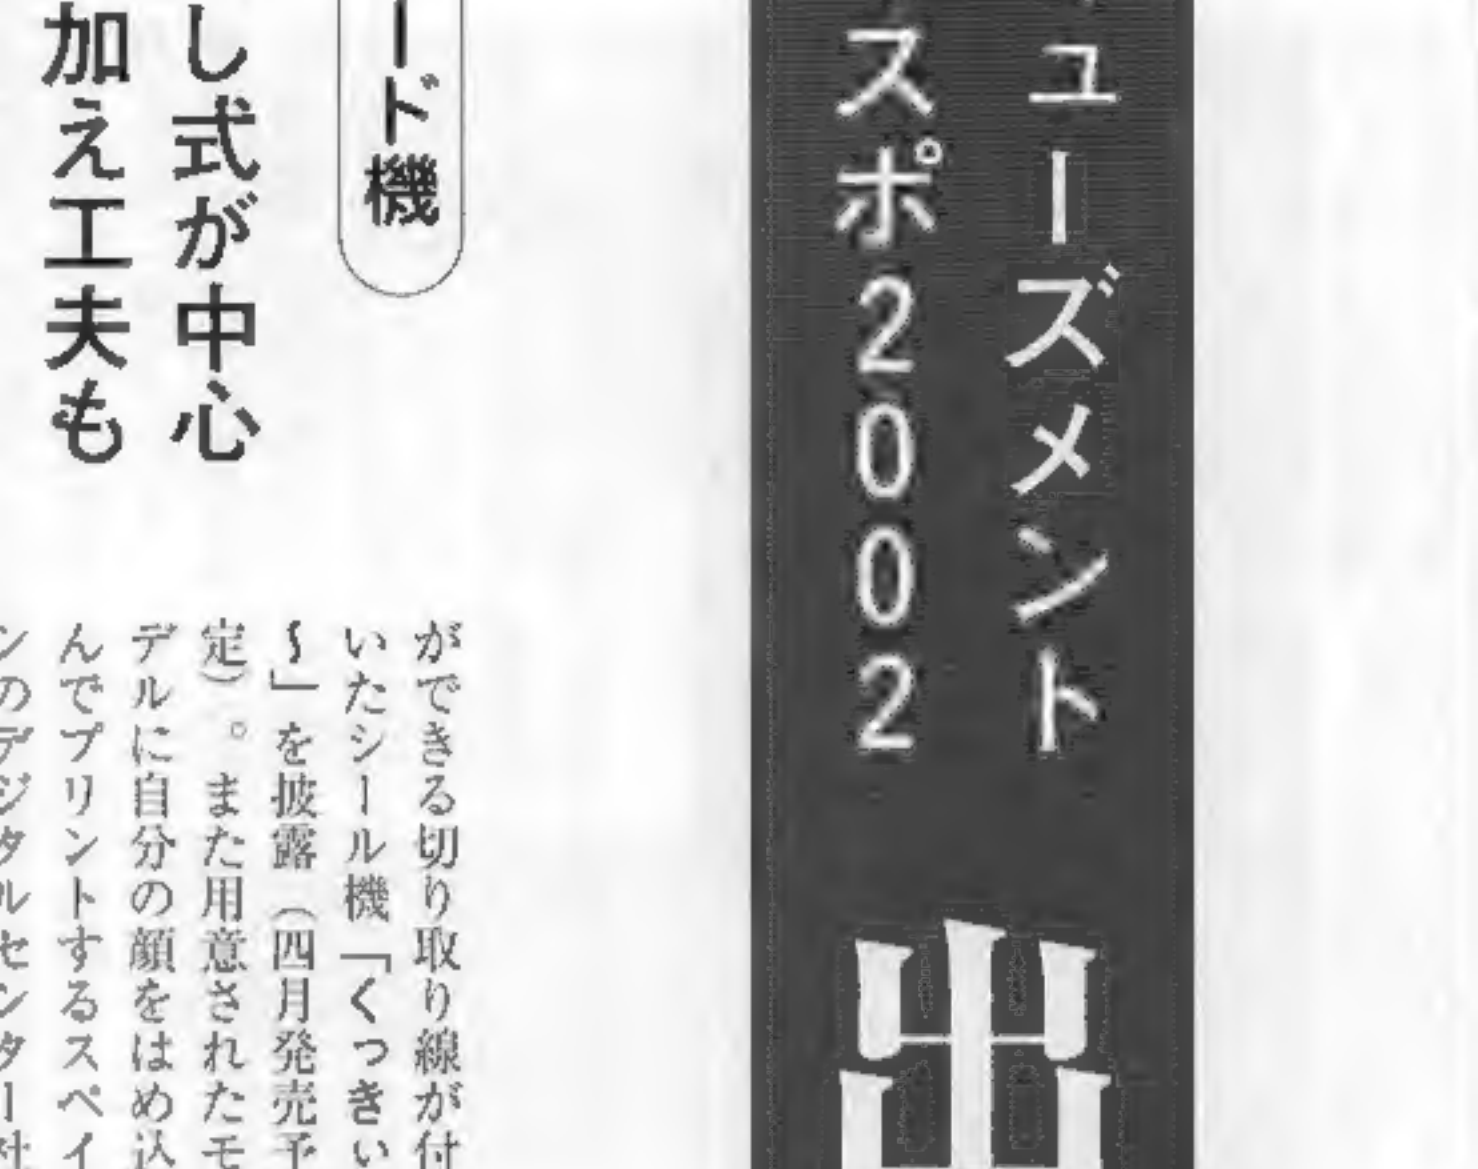 ューズメント
スポ2002
出
ード機
し式が中心
加え工夫も
ができる切り取り線が付
いたシール機「くっきぃ
〜」を披露（四月発売予
定）。また用意されたモ
デルに自分の顔をはめ込
んでプリントするスペイ
ンのデジタルセンター社